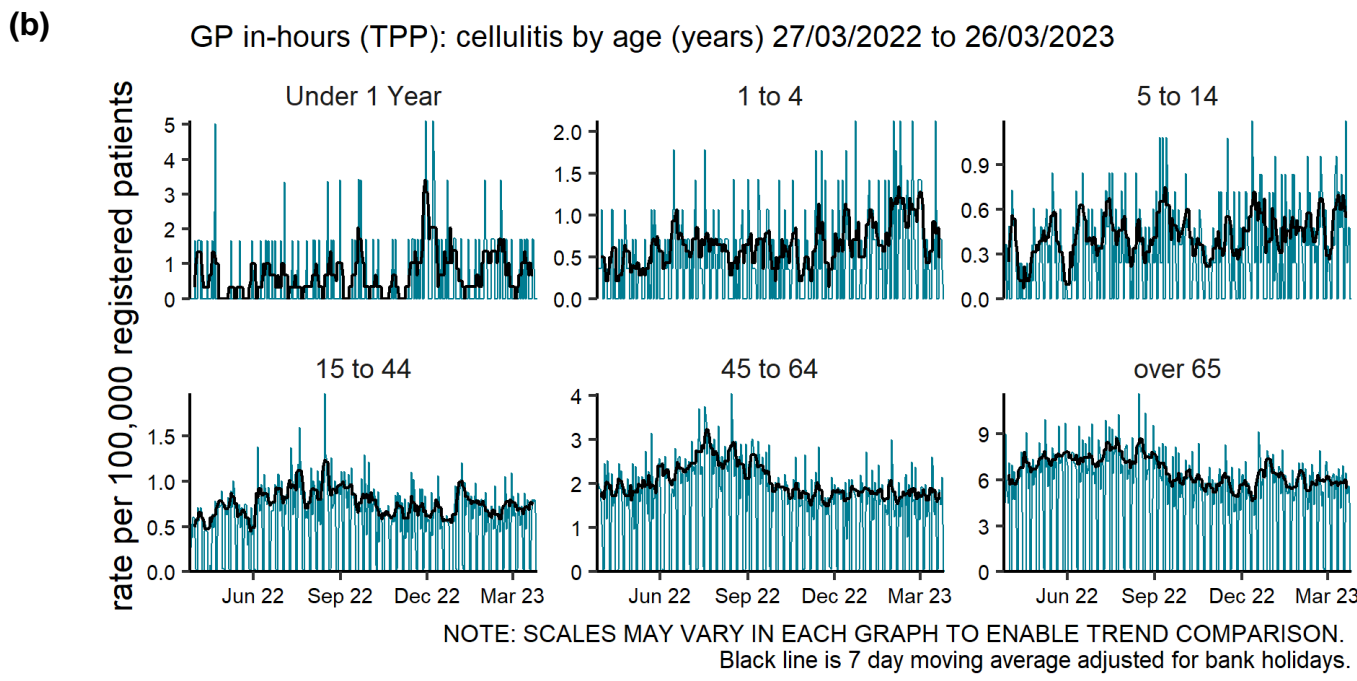 (b)
GP in-hours (TPP): cellulitis by age (years) 27/03/2022 to 26/03/2023
rate per 100,000 registered patients
Under 1 Year
5
4
3
2
1
0
1 to 4
2.0
1.5
1.0
0.5
0.0
5 to 14
0.9
0.6
0.3
0.0
15 to 44
1.5
1.0
0.5
0.0
Jun 22 Sep 22 Dec 22 Mar 23
45 to 64
4
3
2
1
0
Jun 22 Sep 22 Dec 22 Mar 23
over 65
9
6
3
0
Jun 22 Sep 22 Dec 22 Mar 23
NOTE: SCALES MAY VARY IN EACH GRAPH TO ENABLE TREND COMPARISON.
Black line is 7 day moving average adjusted for bank holidays.